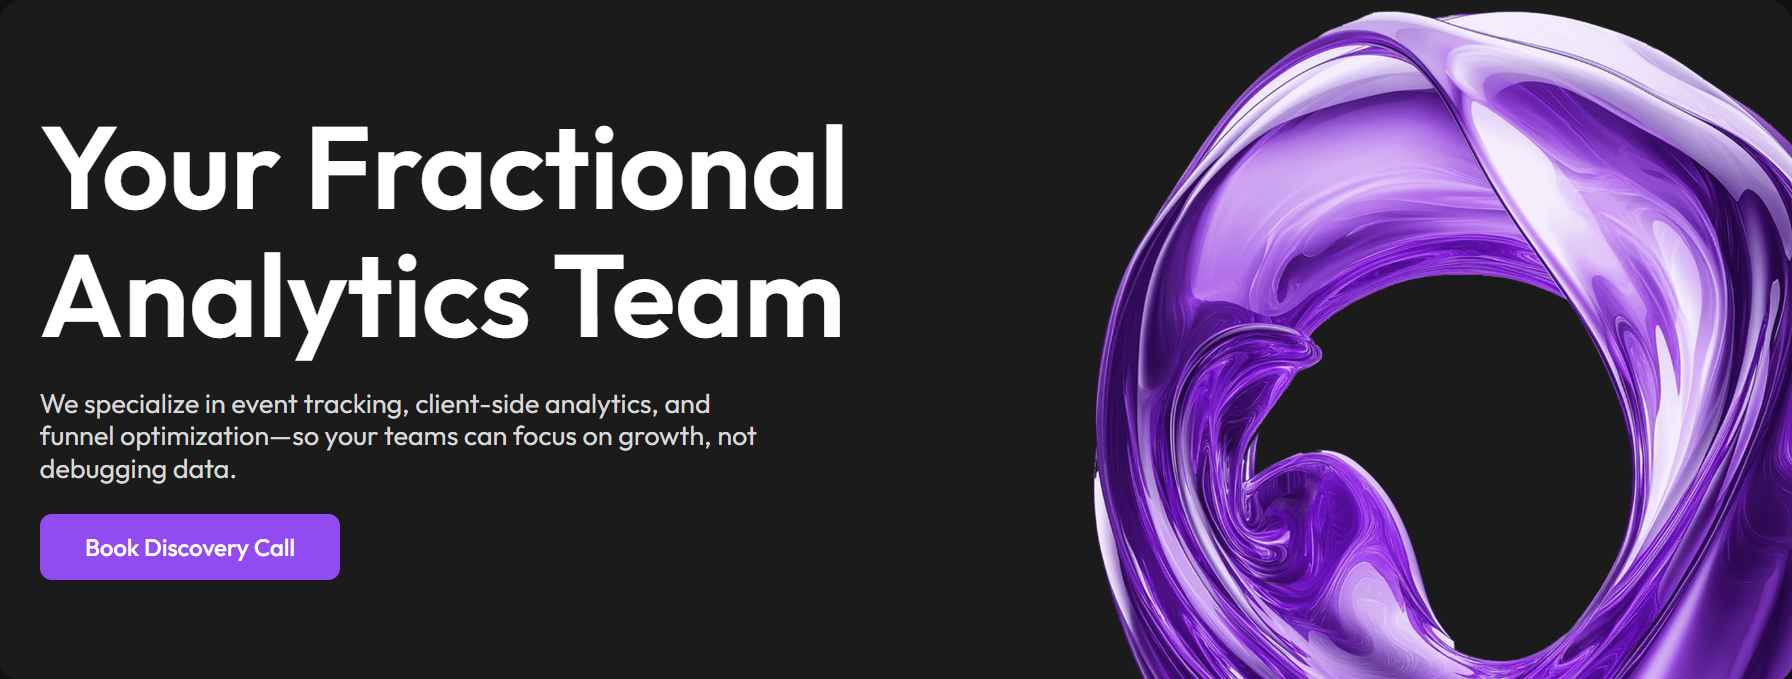 Your Fractional
Analytics Team
We specialize in event tracking, client-side analytics, and
funnel optimization—so your teams can focus on growth, not
debugging data.
Book Discovery Call